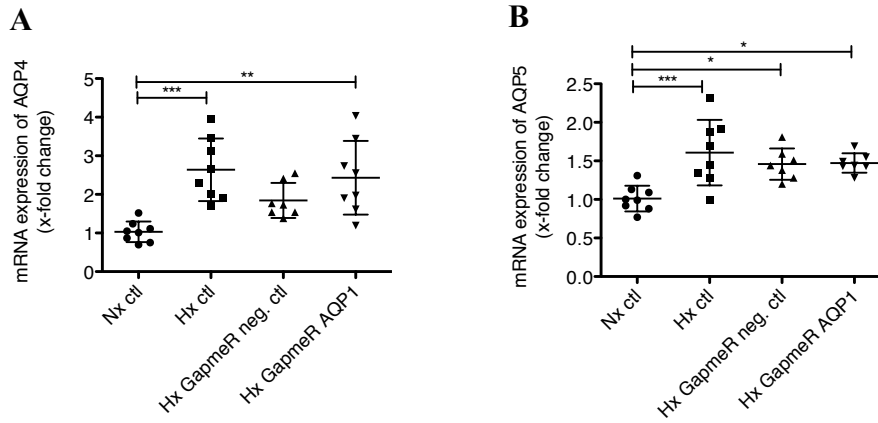 A
mRNA expression of AQP4
(x-fold change)
5
4
3
2
1
0
***
**
Nx ctl
Hx ctl
Hx GapmeR neg. ctl
Hx GapmeR AQP1
B
mRNA expression of AQP5
(x-fold change)
2.5
2.0
1.5
1.0
0.5
0.0
*
*
***
Nx ctl
Hx ctl
Hx GapmeR neg. ctl
Hx GapmeR AQP1